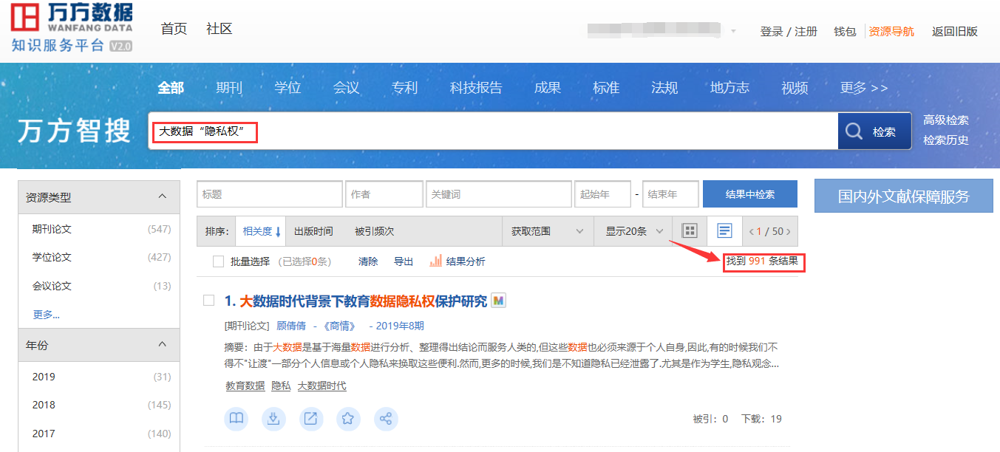 万方数据
WANFANG DATA
知识服务平台 V2.0
首页 社区
登录 / 注册 钱包 资源导航 返回旧版
全部 期刊 学位 会议 专利 科技报告 成果 标准 法规 地方志 视频 更多 >>
万方智搜
大数据“隐私权”
检索
高级检索
检索历史
资源类型
期刊论文 (547)
学位论文 (427)
会议论文 (13)
更多...
年份
2019 (31)
2018 (145)
2017 (140)
标题 作者 关键词 起始年 - 结束年 结果中检索
国内外文献保障服务
排序: 相关度 出版时间 被引频次 获取范围 显示20条 < 1 / 50 >
批量选择 (已选择0条) 清除 导出 结果分析 找到 991 条结果
1. 大数据时代背景下教育数据隐私权保护研究 M
[期刊论文] 顾倩倩 - 《商情》 - 2019年8期
摘要：由于大数据是基于海量数据进行分析、整理得出结论而服务人类的,但这些数据也必须来源于个人自身,因此,有的时候我们不
得不"让渡"一部分个人信息或个人隐私来换取这些便利.然而,更多的时候,我们是不知道隐私已经泄露了.尤其是作为学生,隐私观念...
教育数据 隐私 大数据时代
被引：0 下载：19